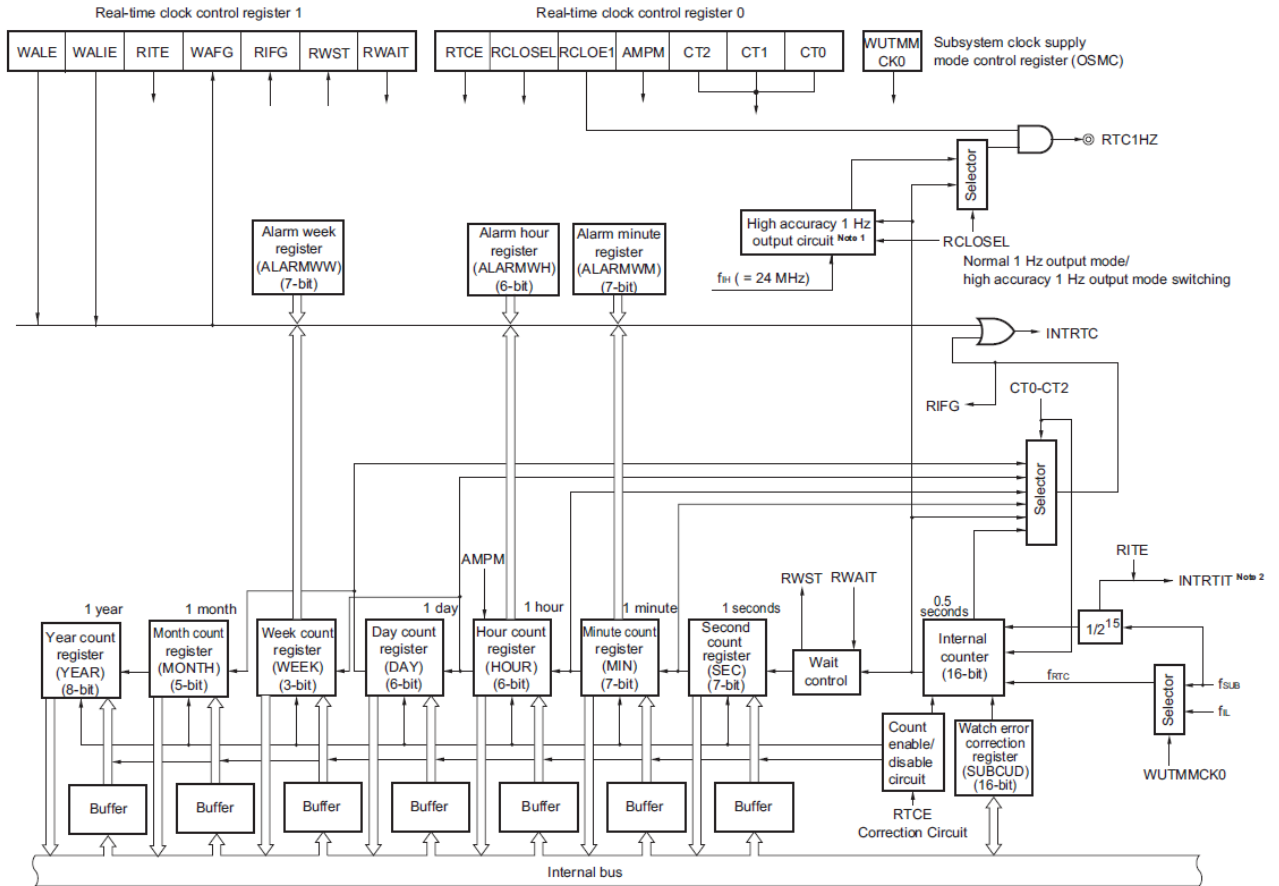 Real-time clock control register 1
Real-time clock control register 0
WALE WALIE RITE WAFG RIFG RWST RWAIT
RTCE RCLOSEL RCLOE1 AMPM CT2 CT1 CT0
WUTMM
CK0
Subsystem clock supply
mode control register (OSMC)
RTC1HZ
Selector
High accuracy 1 Hz
output circuit Note 1
RCLOSEL
Normal 1 Hz output mode/
high accuracy 1 Hz output mode switching
fIH ( = 24 MHz)
Alarm week
register
(ALARMWW)
(7-bit)
Alarm hour
register
(ALARMWH)
(6-bit)
Alarm minute
register
(ALARMWM)
(7-bit)
INTRTC
RIFG
CT0-CT2
Selector
RITE
INTRTIT Note 2
AMPM
RWST
RWAIT
1 year
1 month
1 day
1 hour
1 minute
1 seconds
0.5
seconds
Year count
register
(YEAR)
(8-bit)
Month count
register
(MONTH)
(5-bit)
Week count
register
(WEEK)
(3-bit)
Day count
register
(DAY)
(6-bit)
Hour count
register
(HOUR)
(6-bit)
Minute count
register
(MIN)
(7-bit)
Second
count
register
(SEC)
(7-bit)
Wait
control
Internal
counter
(16-bit)
1/2^15
fRTC
Selector
fSUB
fIL
WUTMMCK0
Count
enable/
disable
circuit
Watch error
correction
register
(SUBCUD)
(16-bit)
RTCE
Correction Circuit
Buffer
Buffer
Buffer
Buffer
Buffer
Buffer
Buffer
Internal bus